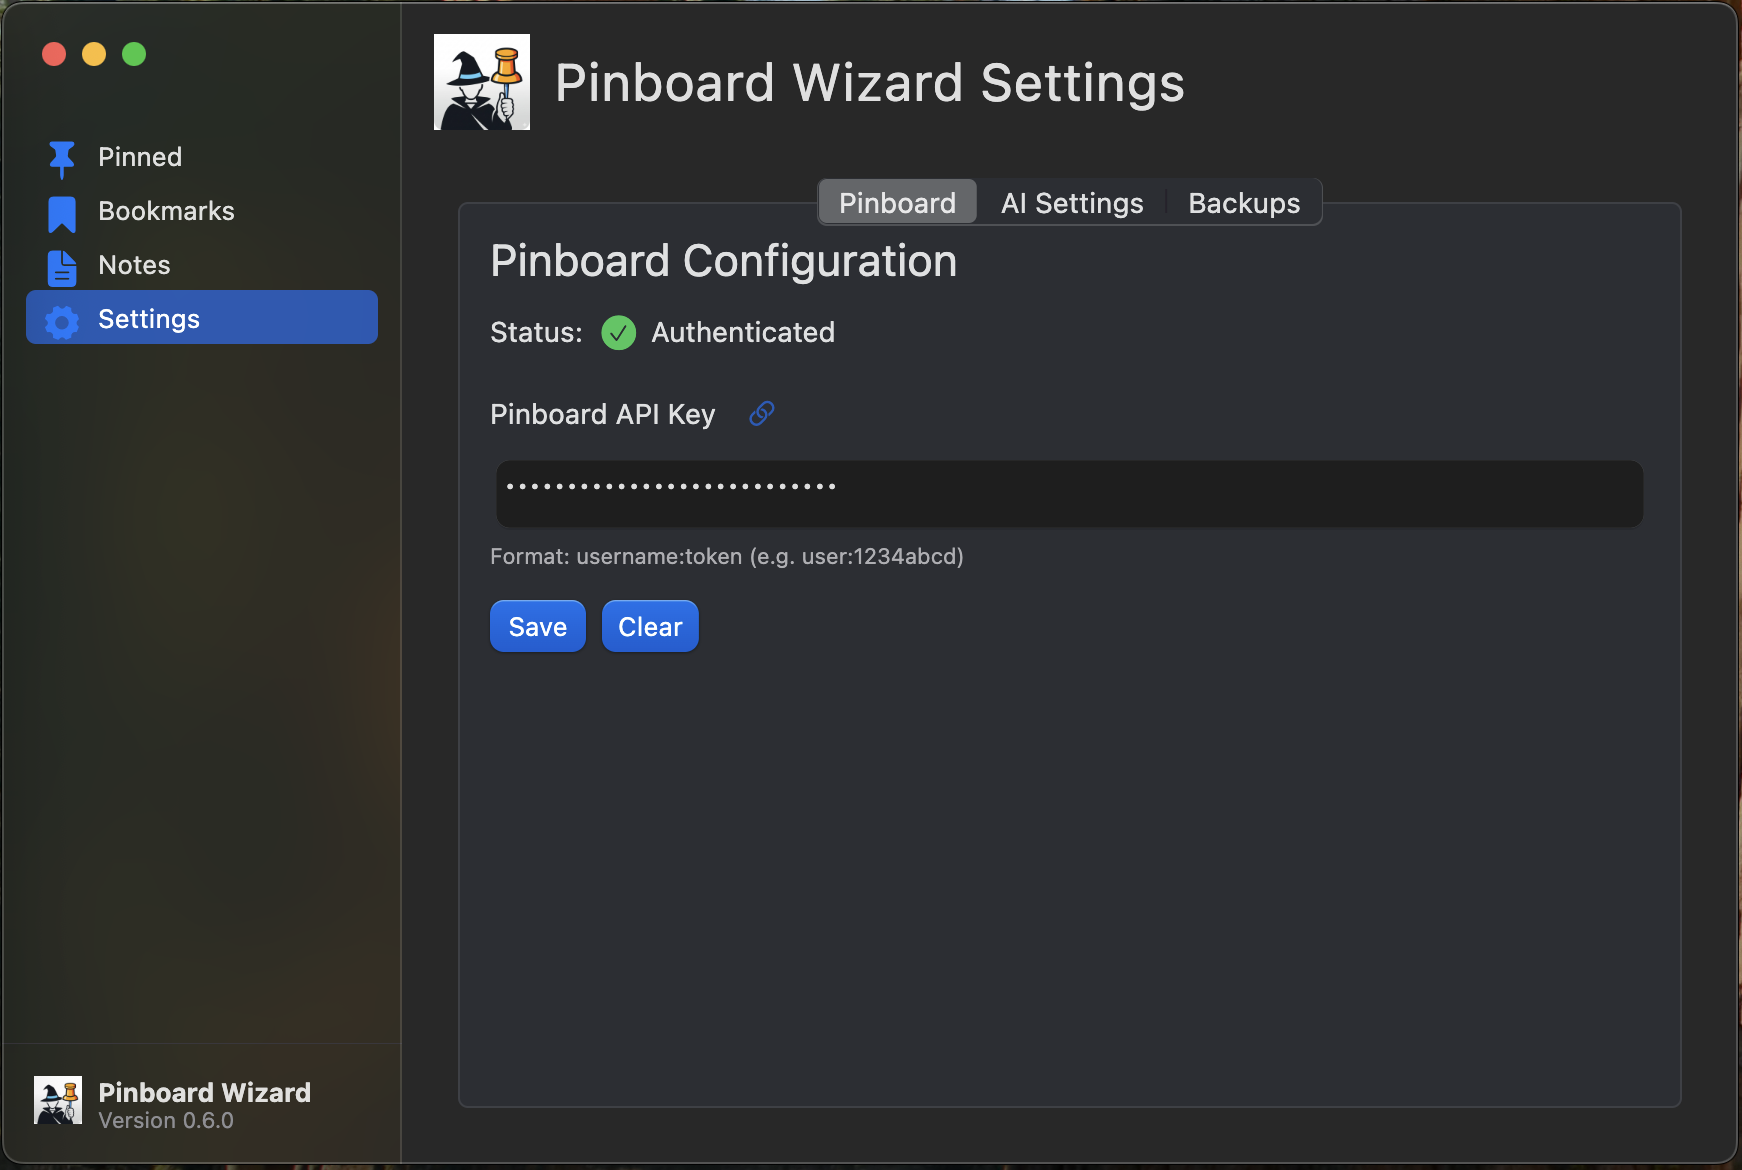 Pinned
Bookmarks
Notes
Settings
Pinboard Wizard
Version 0.6.0
Pinboard Wizard Settings
Pinboard AI Settings Backups
Pinboard Configuration
Status: Authenticated
Pinboard API Key
•••••••••••••••••••••••••••
Format: username:token (e.g. user:1234abcd)
Save Clear